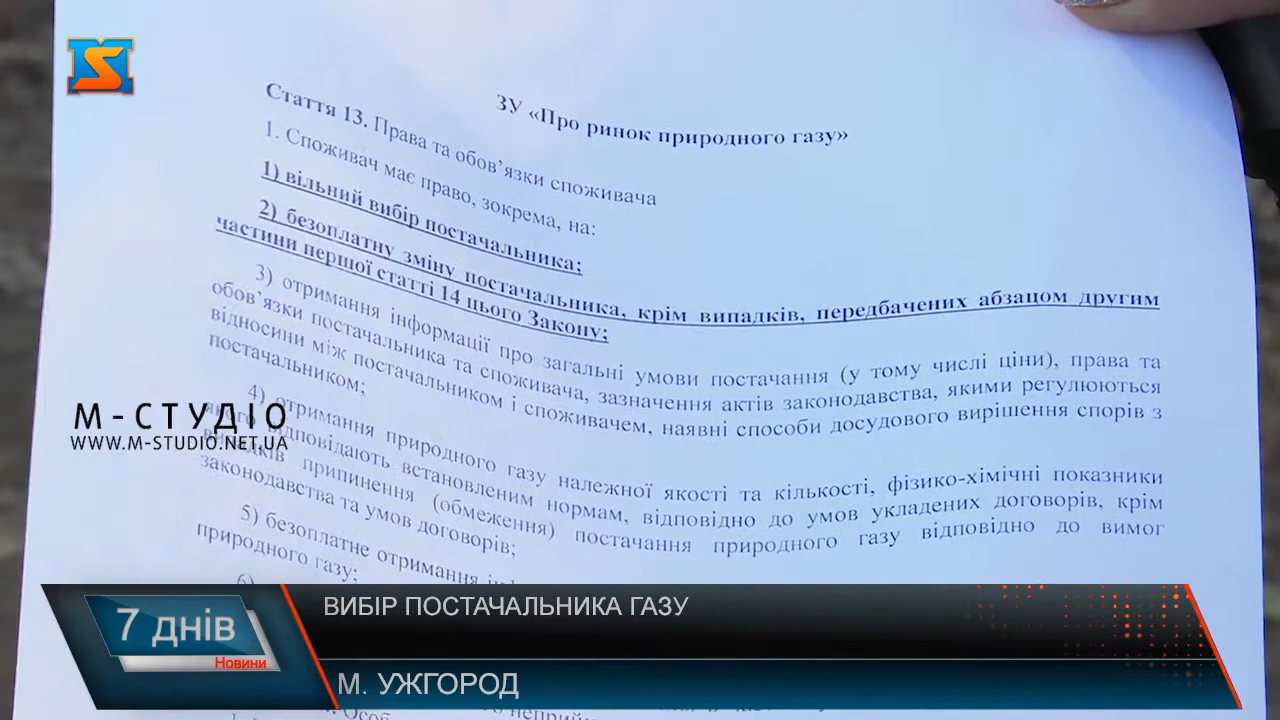 ЗУ «Про ринок природного газу»
Стаття 13. Права та обов’язки споживача
1. Споживач має право, зокрема, на:
1) вільний вибір постачальника;
2) безоплатну зміну постачальника, крім випадків, передбачених абзацом другим
частини першої статті 14 цього Закону;
3) отримання інформації про загальні умови постачання (у тому числі ціни), права та
обов’язки постачальника та споживача, зазначення актів законодавства, якими регулюються
відносини між постачальником і споживачем, наявні способи досудового вирішення спорів з
постачальником;
4) отримання природного газу належної якості та кількості, фізико-хімічні показники
якого відповідають встановленим нормам, відповідно до умов укладених договорів, крім
випадків припинення (обмеження) постачання природного газу відповідно до вимог
законодавства та умов договорів;
5) безоплатне отримання
природного газу;
6)
М-СТУДІО
WWW.M-STUDIO.NET.UA
7 днів
Новини
ВИБІР ПОСТАЧАЛЬНИКА ГАЗУ
М. УЖГОРОД